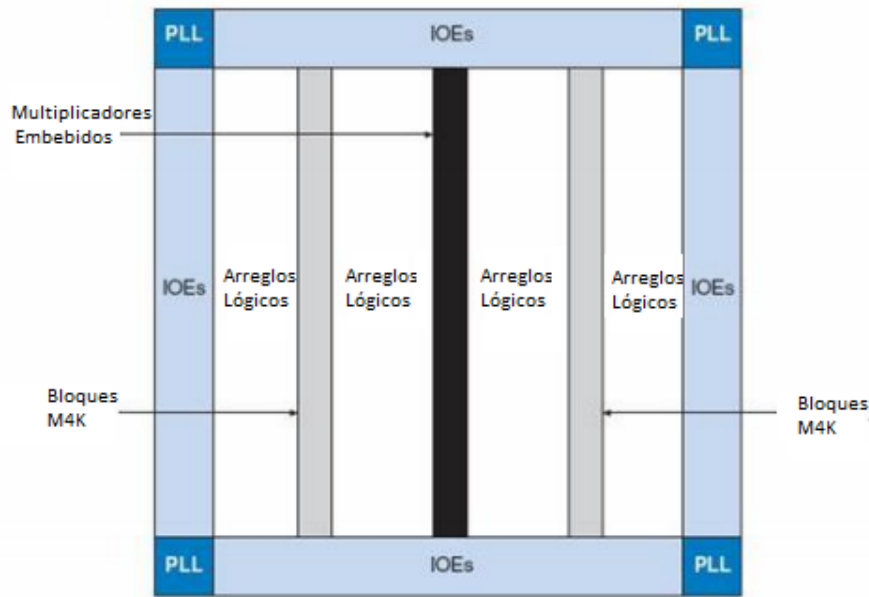 PLL
IOEs
PLL
Multiplicadores
Embebidos
IOEs
Arreglos
Lógicos
Arreglos
Lógicos
Arreglos
Lógicos
Arreglos
Lógicos
IOEs
Bloques
M4K
Bloques
M4K
PLL
IOEs
PLL